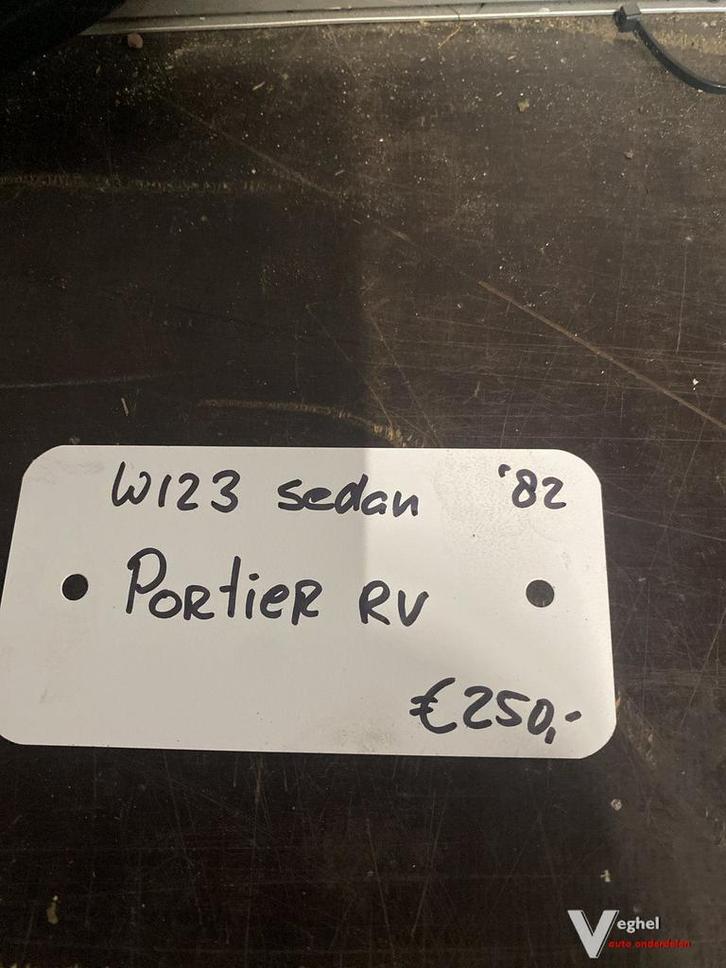 W123 sedan '82
Portier RV
€250,-
Veghel
auto onderdelen